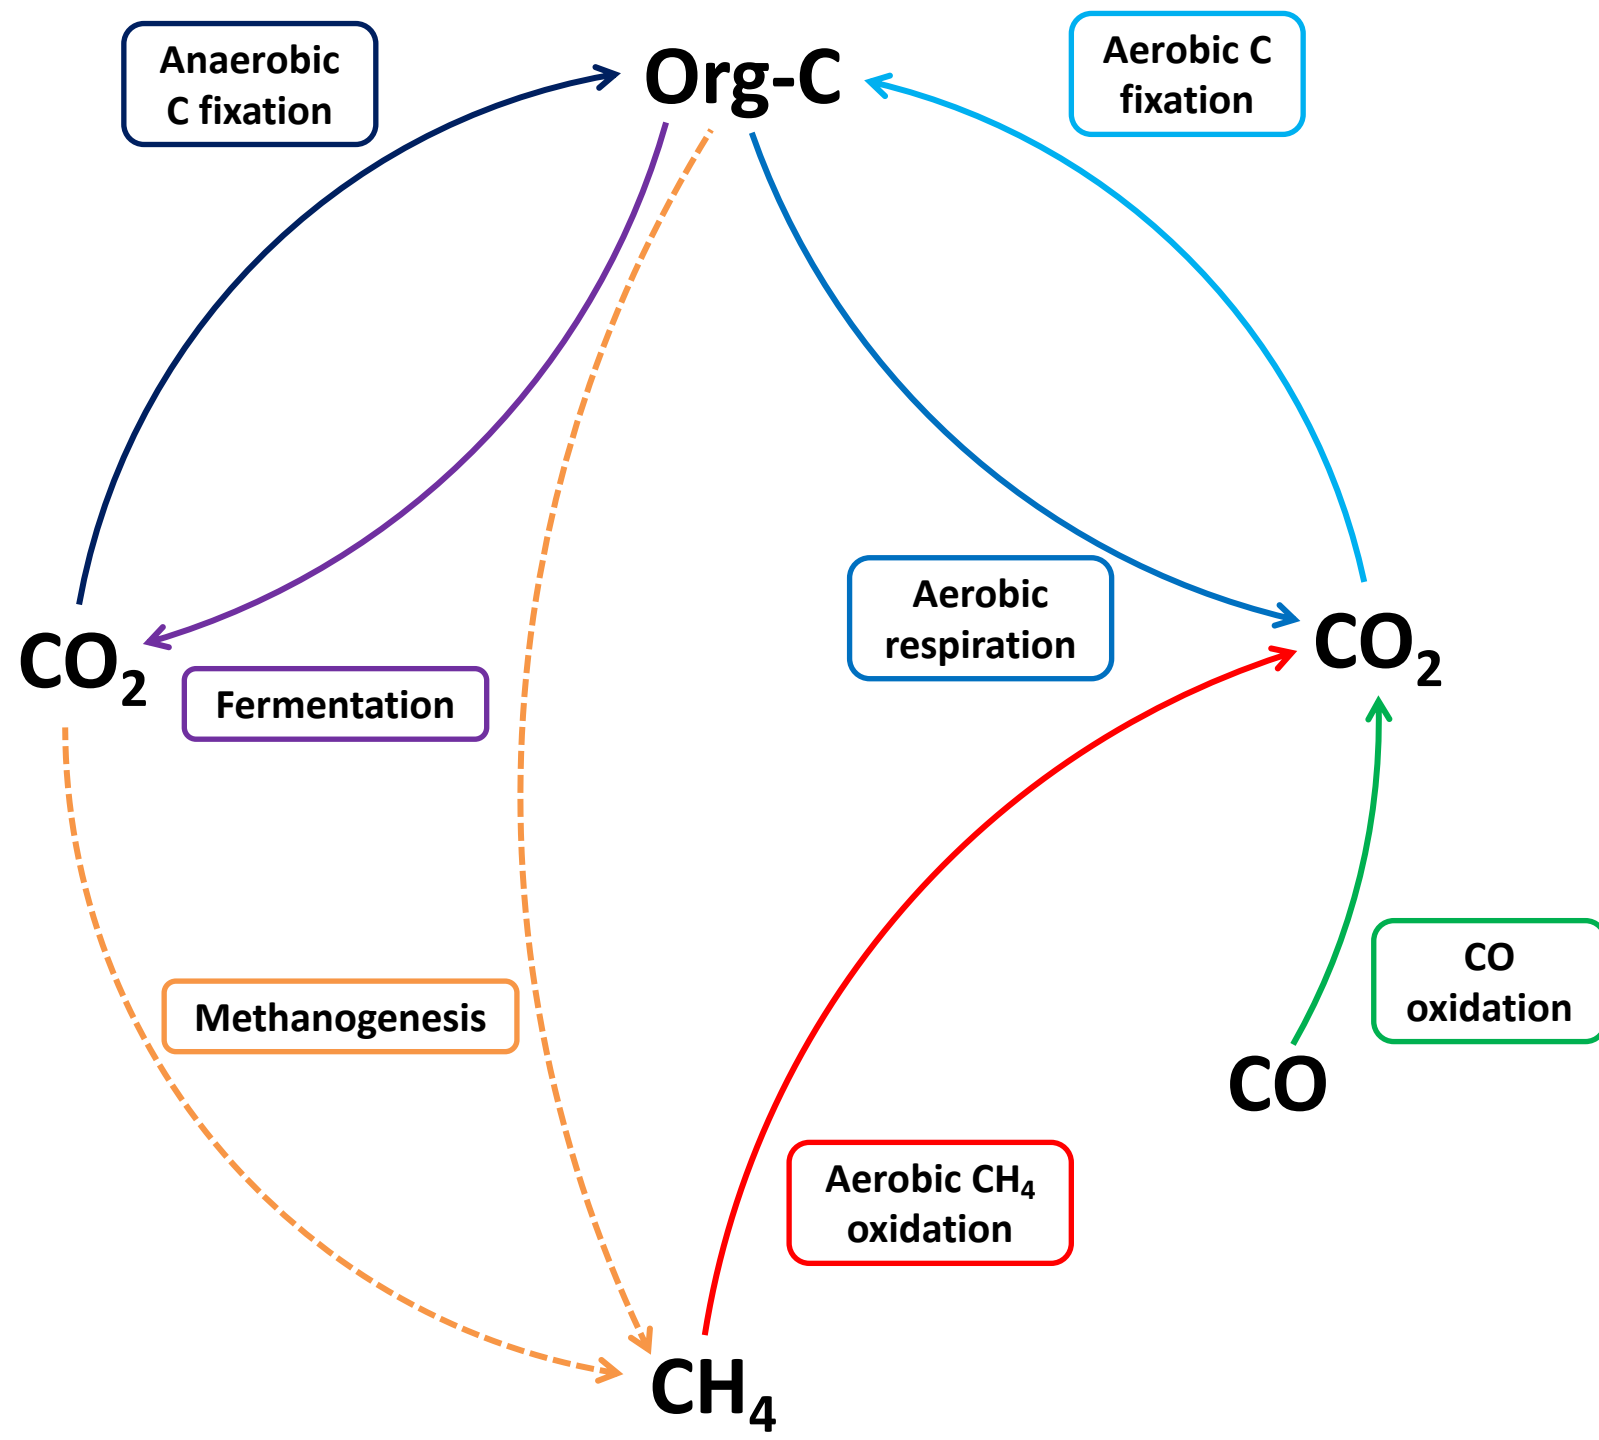 Anaerobic
C fixation
Org-C
Aerobic C
fixation
Aerobic
respiration
CO₂
CO₂
Fermentation
Methanogenesis
CO
oxidation
CO
Aerobic CH₄
oxidation
CH₄